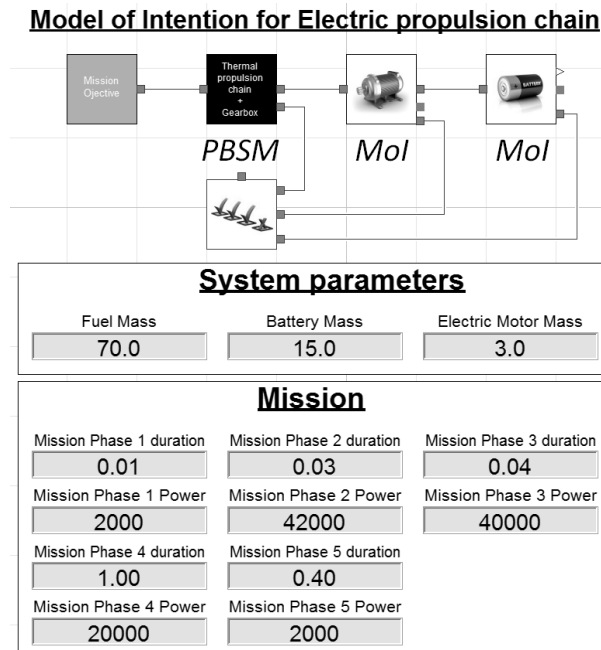 Model of Intention for Electric propulsion chain
Mission
Ojective
Thermal
propulsion
chain
+
Gearbox
BATTERY
PBSM
MoI
MoI
System parameters
Fuel Mass
Battery Mass
Electric Motor Mass
70.0
15.0
3.0
Mission
Mission Phase 1 duration
Mission Phase 2 duration
Mission Phase 3 duration
0.01
0.03
0.04
Mission Phase 1 Power
Mission Phase 2 Power
Mission Phase 3 Power
2000
42000
40000
Mission Phase 4 duration
Mission Phase 5 duration
1.00
0.40
Mission Phase 4 Power
Mission Phase 5 Power
20000
2000